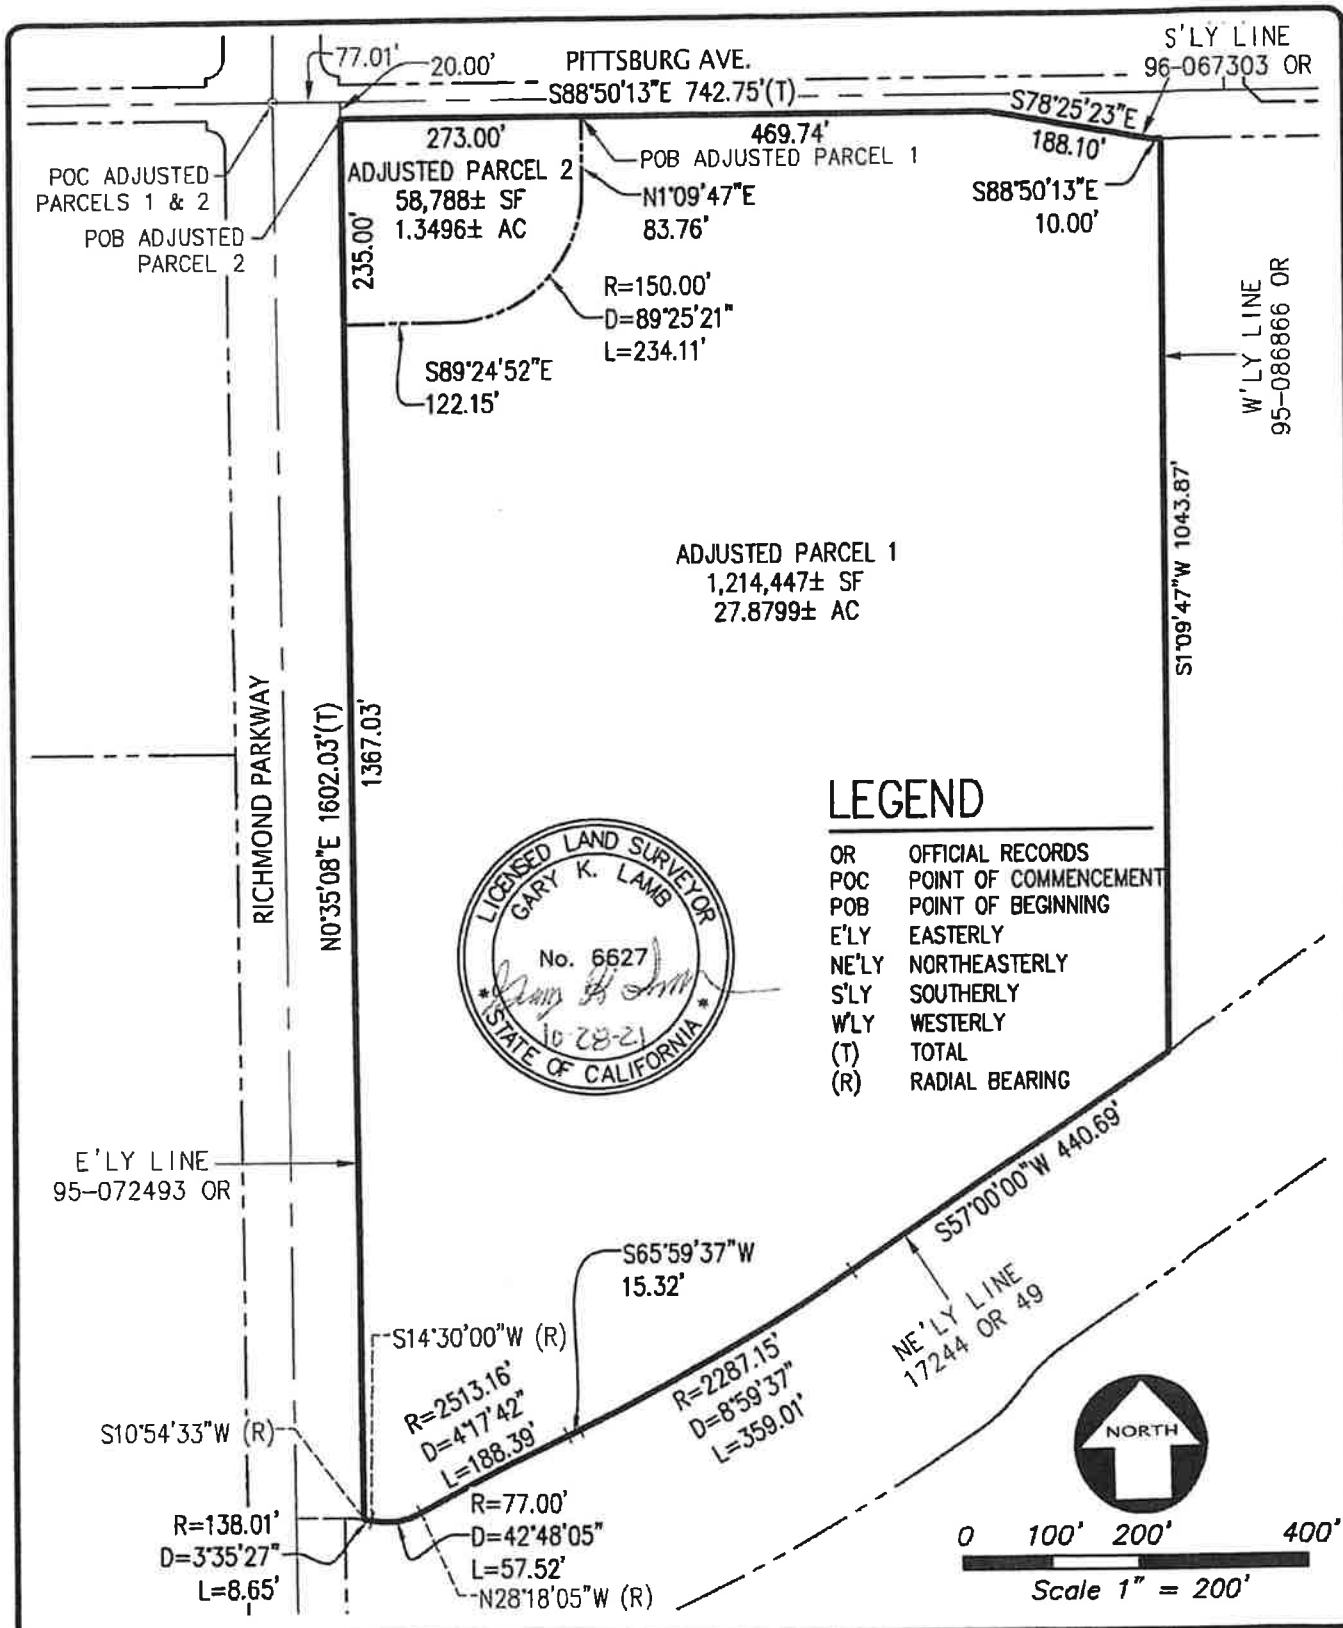 77.01'
20.00'
PITTSBURG AVE.
S88°50'13"E 742.75'(T)
S'LY LINE
96-067303 OR
S78°25'23"E
188.10'
273.00'
469.74'
POB ADJUSTED PARCEL 1
ADJUSTED PARCEL 2
58,788± SF
1.3496± AC
N1°09'47"E
83.76'
S88°50'13"E
10.00'
POC ADJUSTED
PARCELS 1 & 2
POB ADJUSTED
PARCEL 2
235.00'
R=150.00'
D=89°25'21"
L=234.11'
S89°24'52"E
122.15'
W'LY LINE
95-086866 OR
S1°09'47"W 1043.87'
ADJUSTED PARCEL 1
1,214,447± SF
27.8799± AC
RICHMOND PARKWAY
N0°35'08"E 1602.03'(T)
1367.03'
LEGEND
OR OFFICIAL RECORDS
POC POINT OF COMMENCEMENT
POB POINT OF BEGINNING
E'LY EASTERLY
NE'LY NORTHEASTERLY
S'LY SOUTHERLY
W'LY WESTERLY
(T) TOTAL
(R) RADIAL BEARING
LICENSED LAND SURVEYOR
GARY K. LAMB
No. 6627
10-28-21
* STATE OF CALIFORNIA *
E'LY LINE
95-072493 OR
S65°59'37"W
15.32'
S57°00'00"W 440.69'
NE'LY LINE
17244 OR 49
S14°30'00"W (R)
R=2513.16'
D=4°17'42"
L=188.39'
R=2287.15'
D=8°59'37"
L=359.01'
S10°54'33"W (R)
R=138.01'
D=3°35'27"
L=8.65'
R=77.00'
D=42°48'05"
L=57.52'
N28°18'05"W (R)
NORTH
0 100' 200' 400'
Scale 1" = 200'